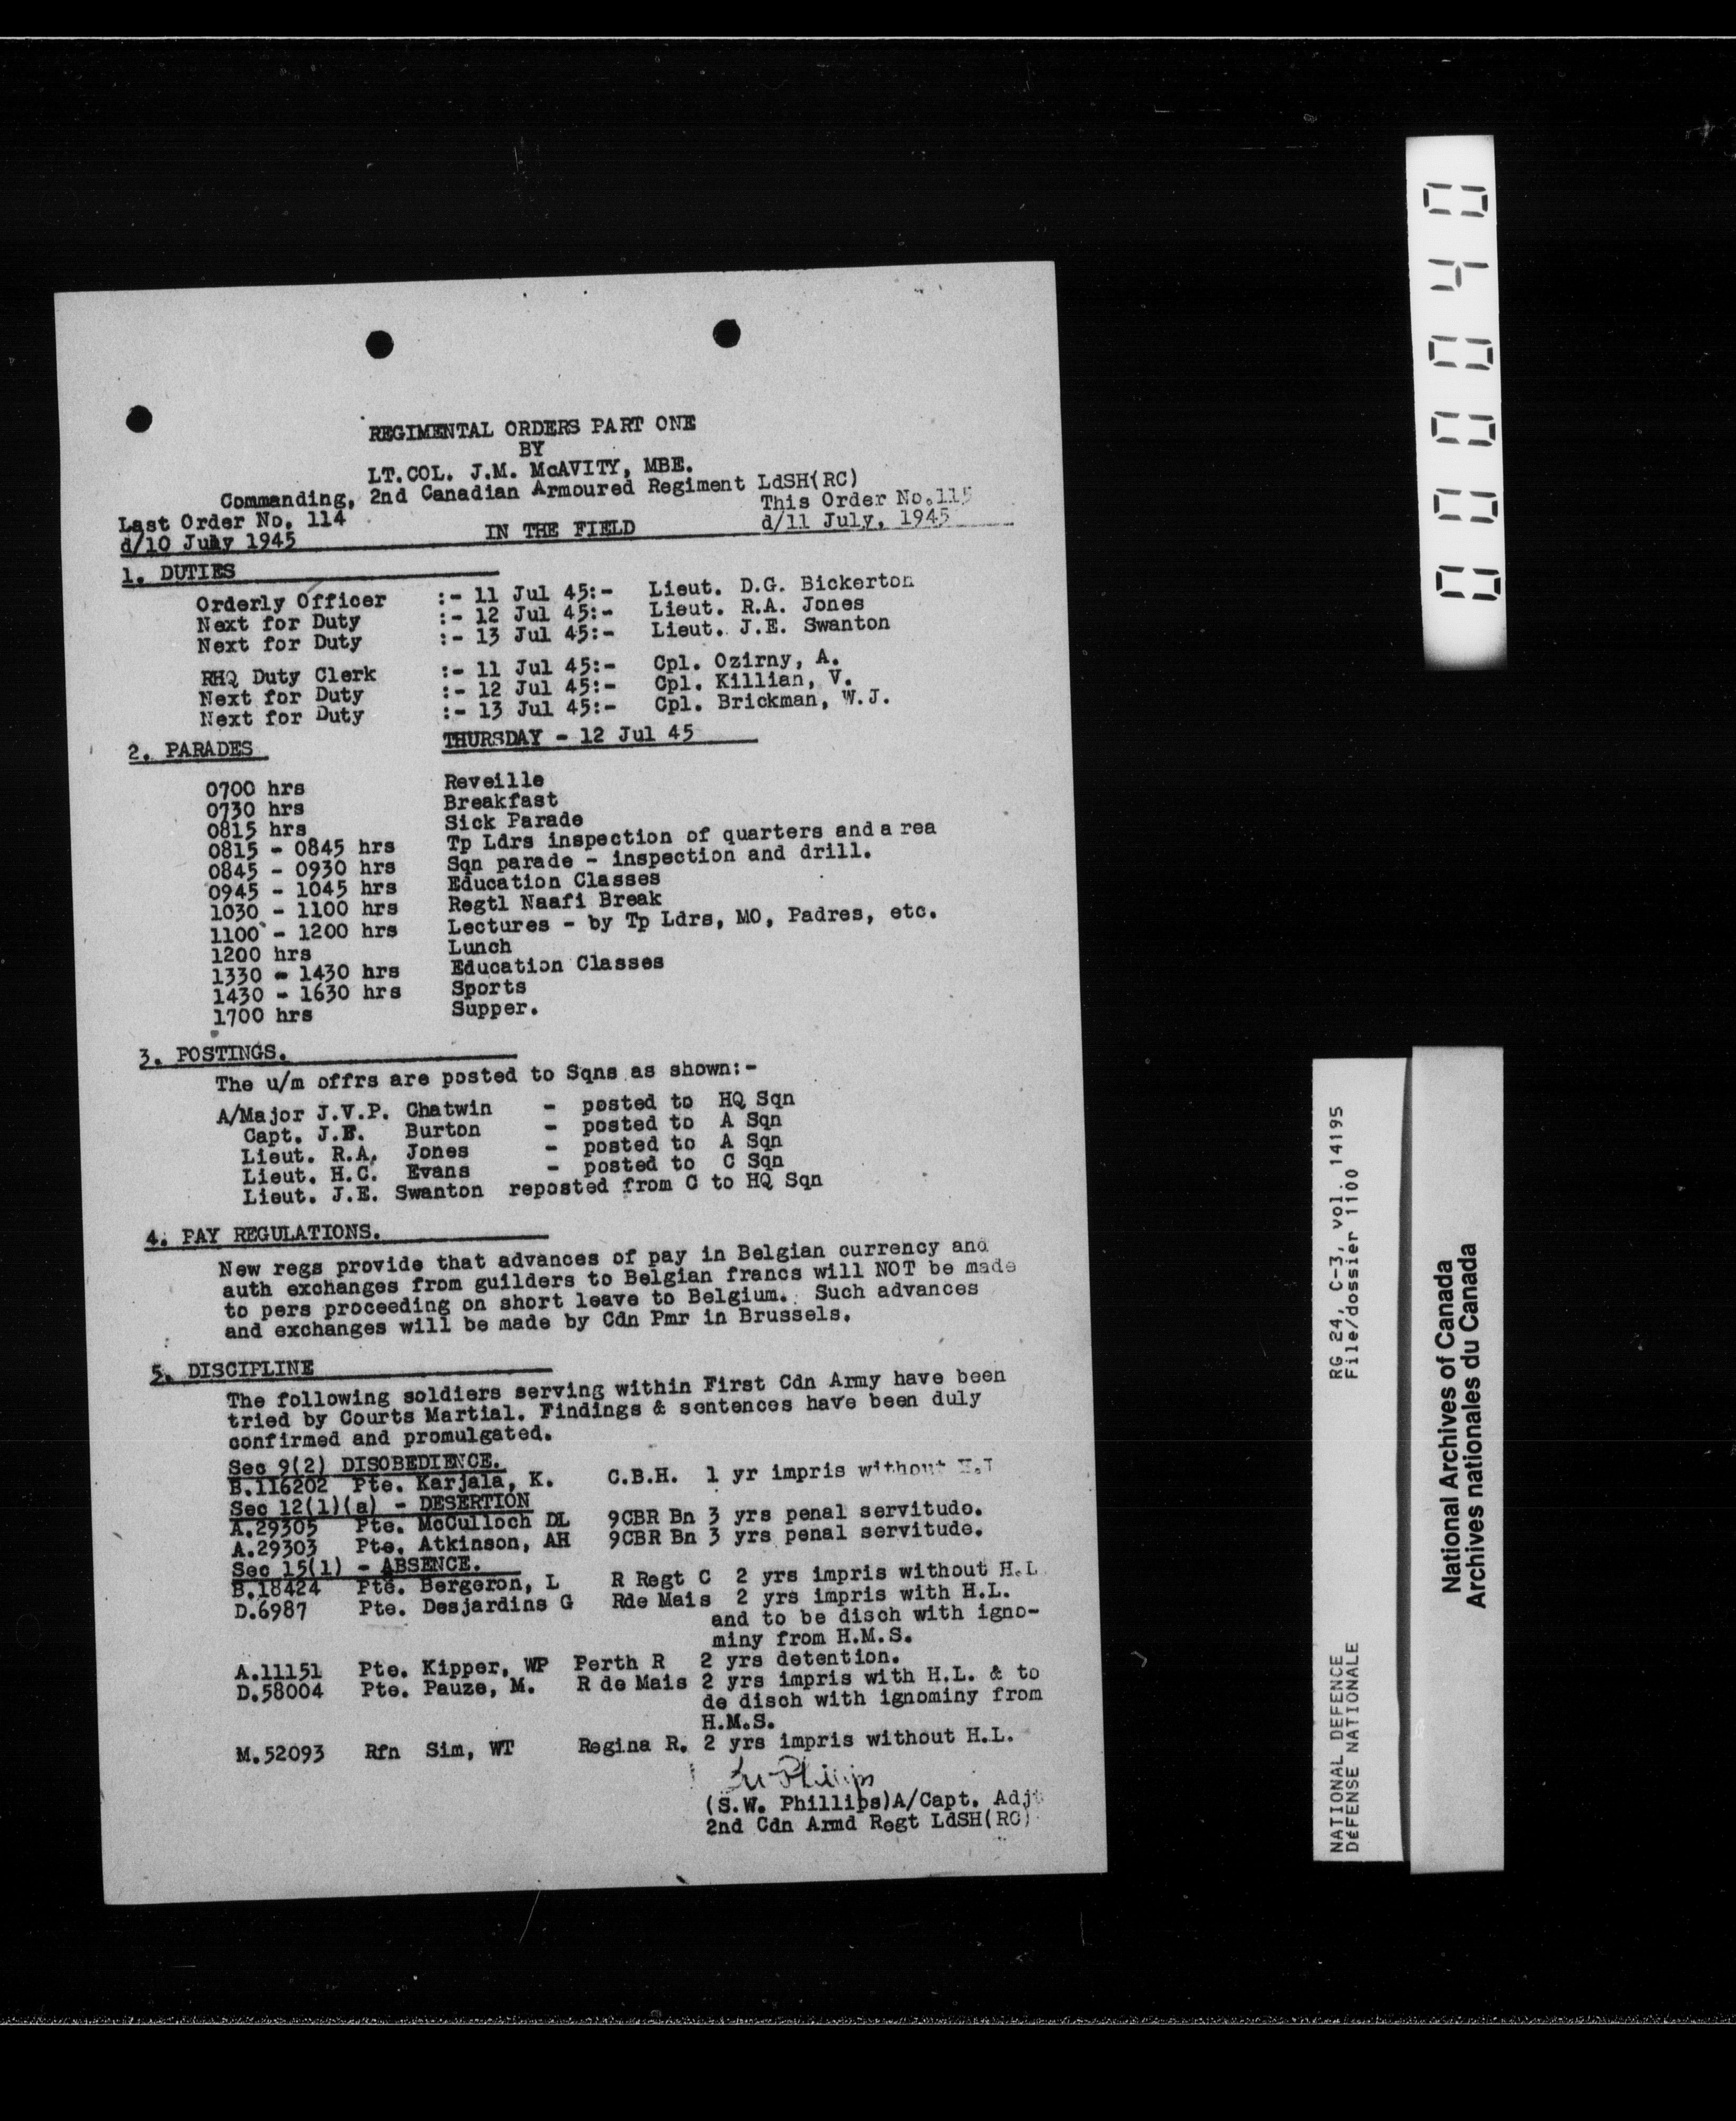 REGIMENTAL ORDERS PART ONE
BY
LT.COL. J.M. McAVITY, MBE.
Commanding, 2nd Canadian Armoured Regiment LdSH(RC)
Last Order No. 114 This Order No.115
d/10 July 1945 IN THE FIELD d/11 July, 1945
1. DUTIES
Orderly Officer :- 11 Jul 45:- Lieut. D.G. Bickerton
Next for Duty :- 12 Jul 45:- Lieut. R.A. Jones
Next for Duty :- 13 Jul 45:- Lieut. J.E. Swanton
RHQ Duty Clerk :- 11 Jul 45:- Cpl. Ozirny, A.
Next for Duty :- 12 Jul 45:- Cpl. Killian, V.
Next for Duty :- 13 Jul 45:- Cpl. Brickman, W.J.
2. PARADES THURSDAY - 12 Jul 45
0700 hrs Reveille
0730 hrs Breakfast
0815 hrs Sick Parade
0815 - 0845 hrs Tp Ldrs inspection of quarters and a rea
0845 - 0930 hrs Sqn parade - inspection and drill.
0945 - 1045 hrs Education Classes
1030 - 1100 hrs Regtl Naafi Break
1100 - 1200 hrs Lectures - by Tp Ldrs, MO, Padres, etc.
1200 hrs Lunch
1330 - 1430 hrs Education Classes
1430 - 1630 hrs Sports
1700 hrs Supper.
3. POSTINGS.
The u/m offrs are posted to Sqns as shown:-
A/Major J.V.P. Chatwin - posted to HQ Sqn
Capt. J.E. Burton - posted to A Sqn
Lieut. R.A. Jones - posted to A Sqn
Lieut. H.C. Evans - posted to C Sqn
Lieut. J.E. Swanton reposted from C to HQ Sqn
4. PAY REGULATIONS.
New regs provide that advances of pay in Belgian currency and
auth exchanges from guilders to Belgian francs will NOT be made
to pers proceeding on short leave to Belgium. Such advances
and exchanges will be made by Cdn Pmr in Brussels.
5. DISCIPLINE
The following soldiers serving within First Cdn Army have been
tried by Courts Martial. Findings & sentences have been duly
confirmed and promulgated.
Sec 9(2) DISOBEDIENCE.
B.116202 Pte. Karjala, K. C.B.H. 1 yr impris without H.L
Sec 12(1)(a) - DESERTION
A.29305 Pte. McCulloch DL 9CBR Bn 3 yrs penal servitude.
A.29303 Pte. Atkinson, AH 9CBR Bn 3 yrs penal servitude.
Sec 15(1) - ABSENCE.
B.18424 Pte. Bergeron, L R Regt C 2 yrs impris without H.L
D.6987 Pte. Desjardins G Rde Mais 2 yrs impris with H.L.
and to be disch with igno-
miny from H.M.S.
A.11151 Pte. Kipper, WP Perth R 2 yrs detention.
D.58004 Pte. Pauze, M. R de Mais 2 yrs impris with H.L. & to
de disch with ignominy from
H.M.S.
M.52093 Rfn Sim, WT Regina R. 2 yrs impris without H.L.
SW Phillips
(S.W. Phillips)A/Capt. Adjt
2nd Cdn Armd Regt LdSH(RC)
000040
RG 24, C-3, vol. 14195
File/dossier 1100
NATIONAL DEFENCE
DÉFENSE NATIONALE
National Archives of Canada
Archives nationales du Canada